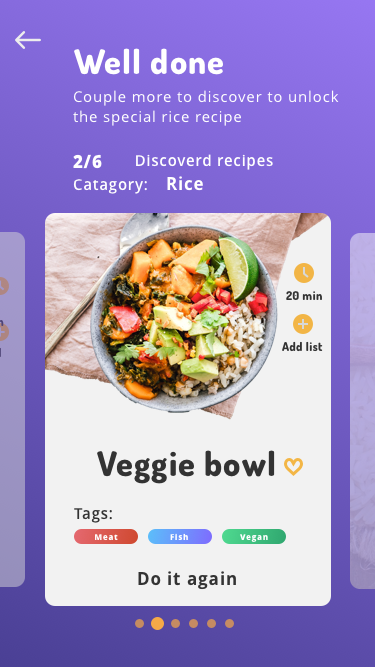 Well done
Couple more to discover to unlock
the special rice recipe
2/6 Discoverd recipes
Catagory: Rice
20 min
Add list
Veggie bowl
Tags:
Meat Fish Vegan
Do it again